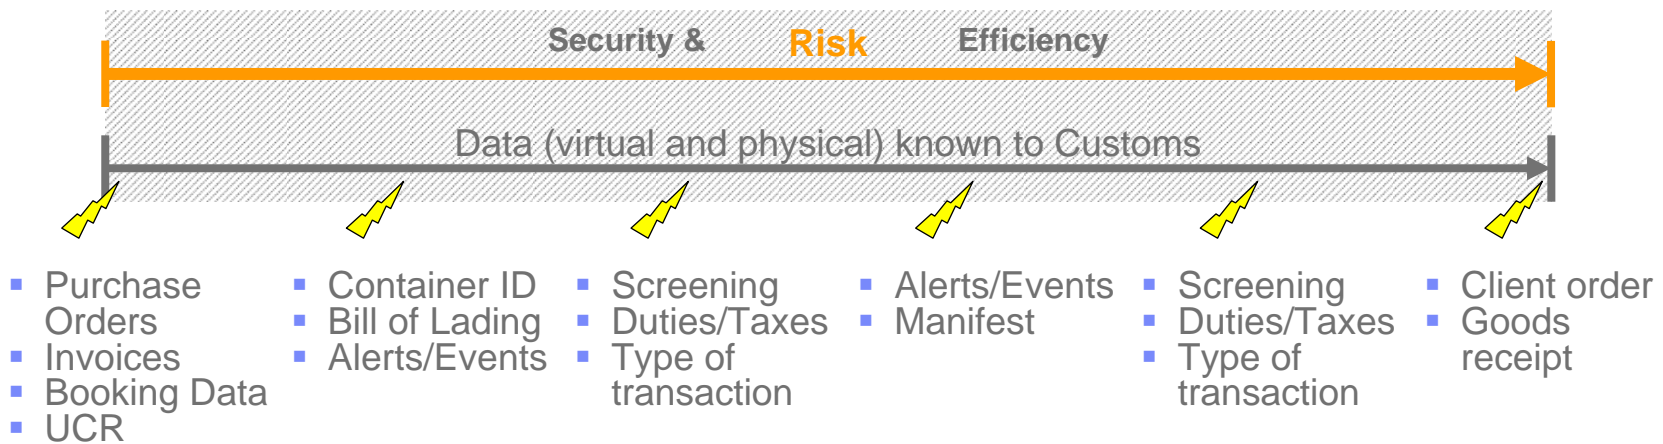 Security & Risk Efficiency
Data (virtual and physical) known to Customs
Purchase
Orders
Invoices
Booking Data
UCR
Container ID
Bill of Lading
Alerts/Events
Screening
Duties/Taxes
Type of
transaction
Alerts/Events
Manifest
Screening
Duties/Taxes
Type of
transaction
Client order
Goods
receipt